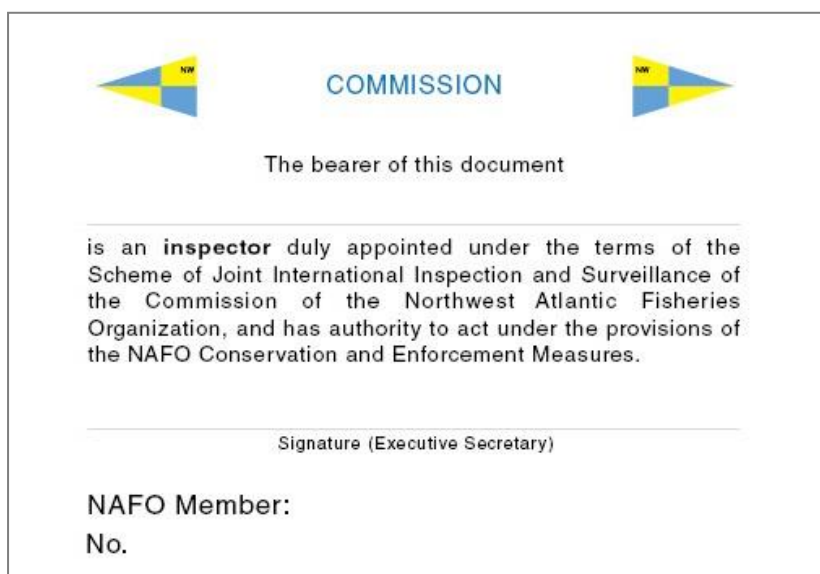 NW
COMMISSION
NW
The bearer of this document
is an inspector duly appointed under the terms of the
Scheme of Joint International Inspection and Surveillance of
the Commission of the Northwest Atlantic Fisheries
Organization, and has authority to act under the provisions of
the NAFO Conservation and Enforcement Measures.
Signature (Executive Secretary)
NAFO Member:
No.